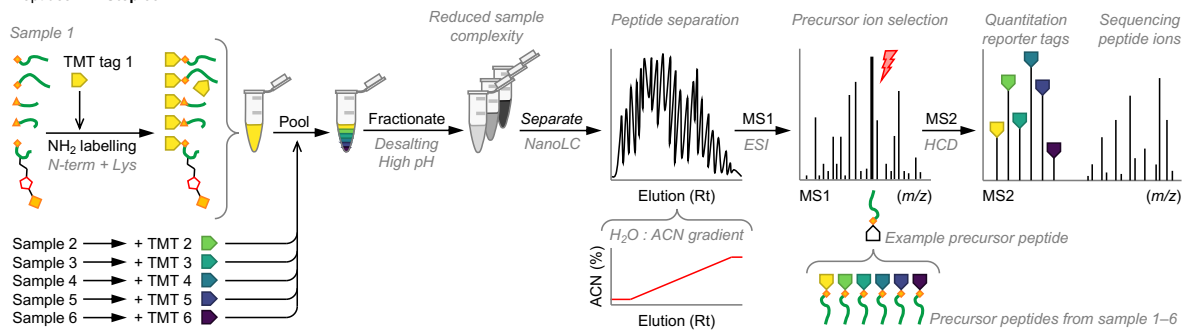 Sample 1
TMT tag 1
NH₂ labelling
N-term + Lys
Pool
Fractionate
Desalting
High pH
Reduced sample
complexity
Separate
NanoLC
Peptide separation
Elution (Rt)
H₂O : ACN gradient
ACN (%)
Elution (Rt)
MS1
ESI
Precursor ion selection
MS1
(m/z)
Example precursor peptide
Precursor peptides from sample 1–6
MS2
HCD
Quantitation
reporter tags
Sequencing
peptide ions
MS2
(m/z)
Sample 2 + TMT 2
Sample 3 + TMT 3
Sample 4 + TMT 4
Sample 5 + TMT 5
Sample 6 + TMT 6